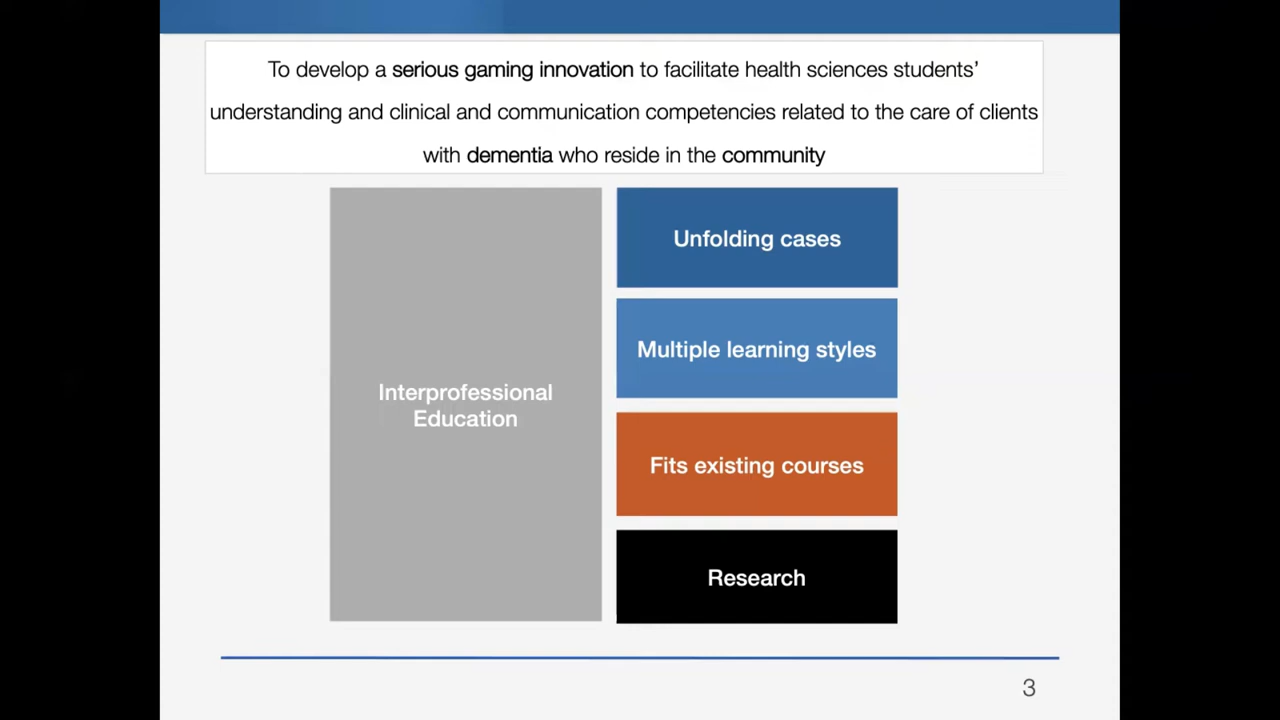 To develop a serious gaming innovation to facilitate health sciences students’
understanding and clinical and communication competencies related to the care of clients
with dementia who reside in the community
Interprofessional
Education
Unfolding cases
Multiple learning styles
Fits existing courses
Research
3